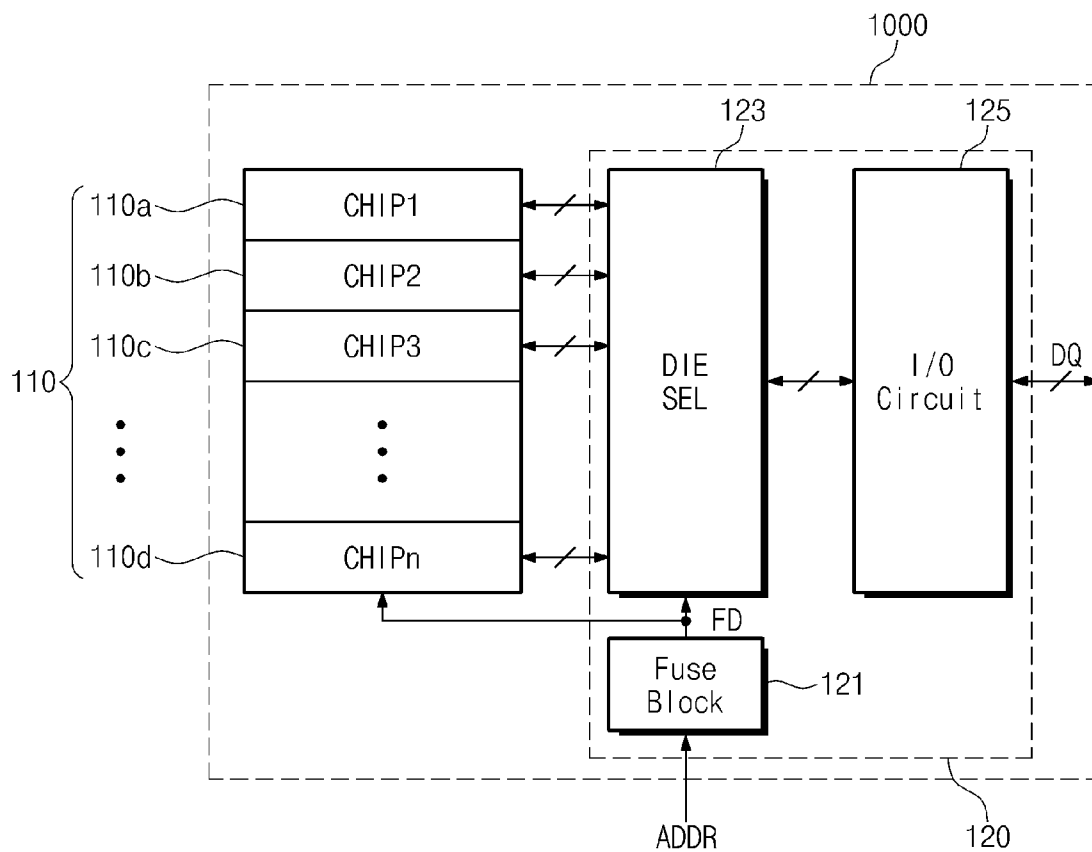 1000
123
125
110a
CHIP1
110b
CHIP2
110c
CHIP3
110
DIE
SEL
I/O
Circuit
DQ
110d
CHIPn
FD
Fuse
Block
121
ADDR
120